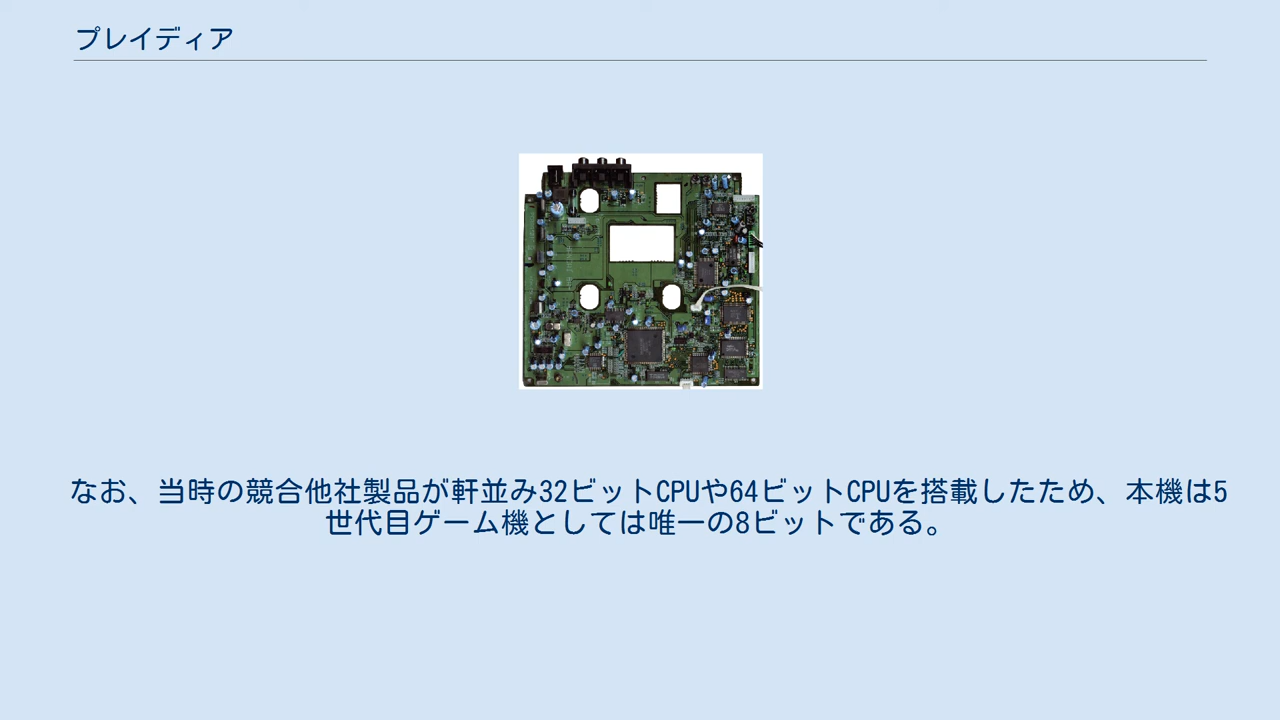 プレイディア
なお、当時の競合他社製品が軒並み32ビットCPUや64ビットCPUを搭載したため、本機は5
世代目ゲーム機としては唯一の8ビットである。